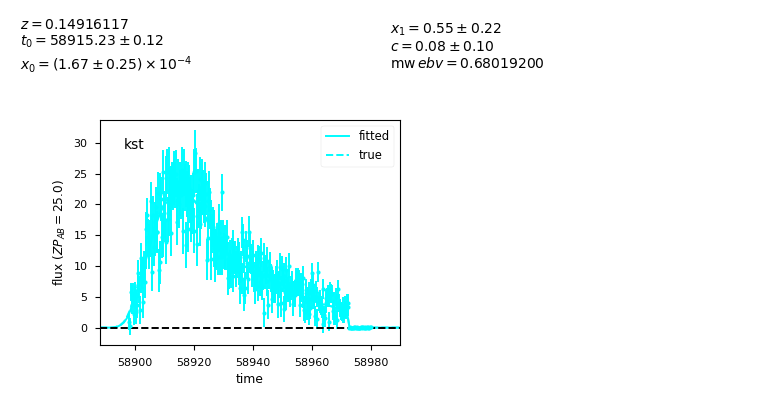 z = 0.14916117
t₀ = 58915.23 ± 0.12
x₀ = (1.67 ± 0.25) × 10⁻⁴
x₁ = 0.55 ± 0.22
c = 0.08 ± 0.10
mw ebv = 0.68019200
kst
fitted
true
flux (ZP_AB = 25.0)
30
25
20
15
10
5
0
58900 58920 58940 58960 58980
time